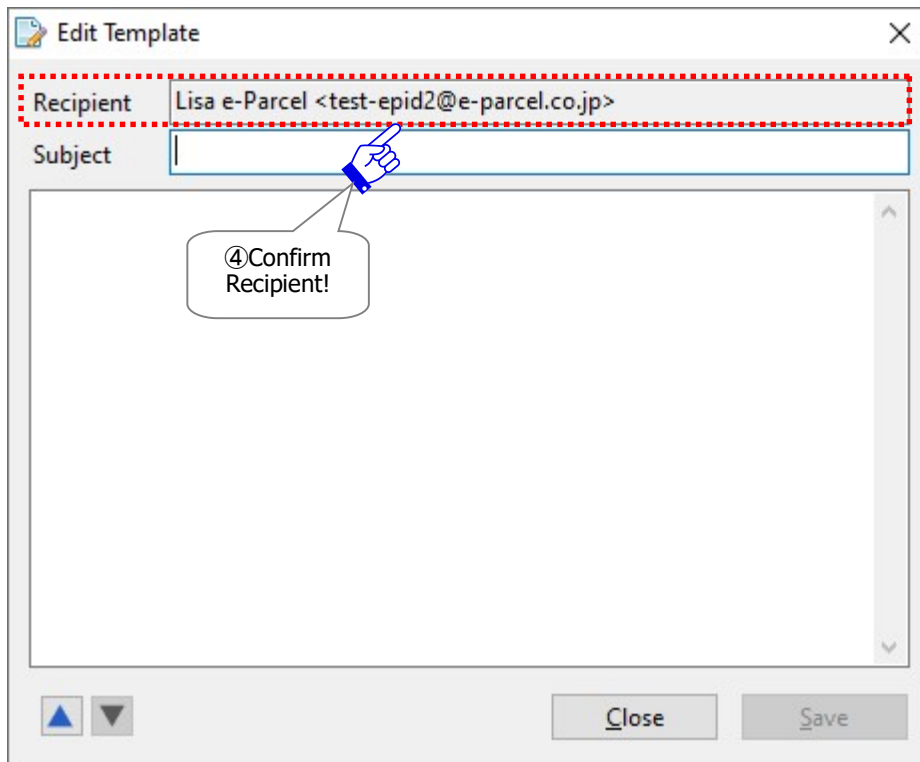 Edit Template
Recipient Lisa e-Parcel <test-epid2@e-parcel.co.jp>
Subject
④Confirm
Recipient!
Close Save